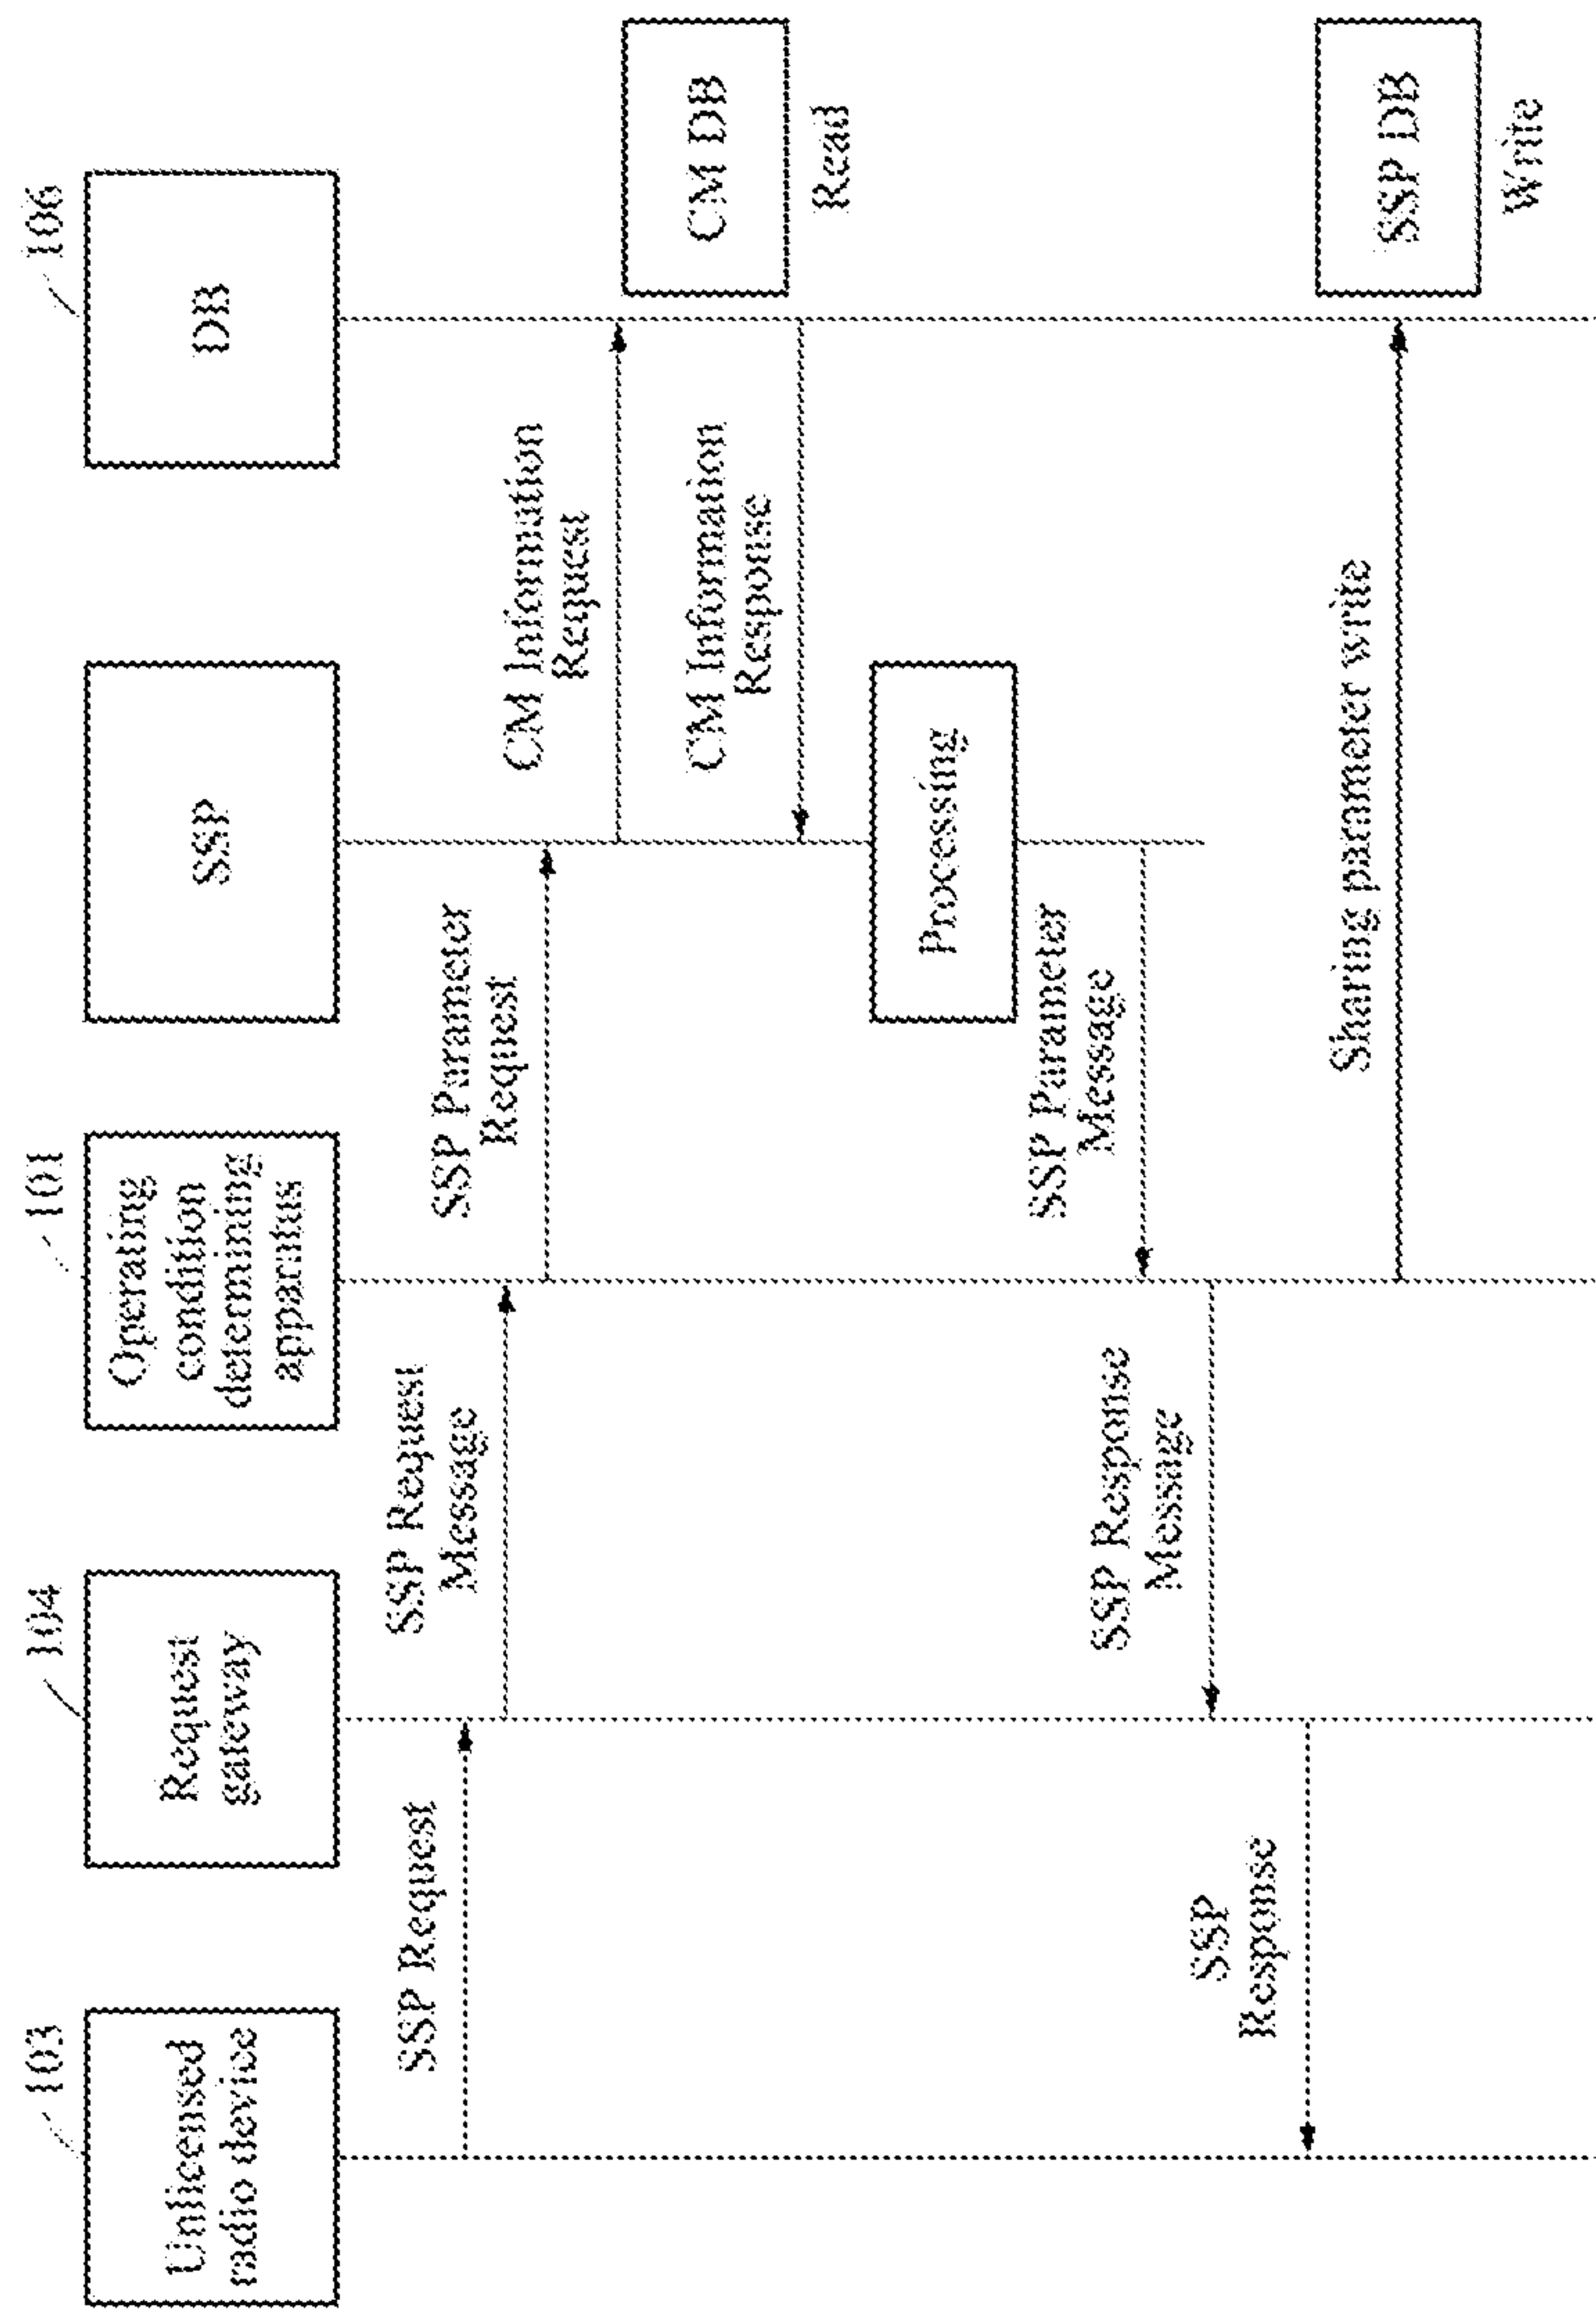 103
Unlicensed
radio device
104
Request
gateway
101
Operating
condition
determining
apparatus
SSP
106
DB
SSP Request
SSP Request
Message
SSP Parameter
Request
CM Information
Request
CM DB
Read
CM Information
Response
Processing
SSP Parameter
Message
SSP Response
Message
SSP
Response
Sharing parameter write
SSP DB
Write